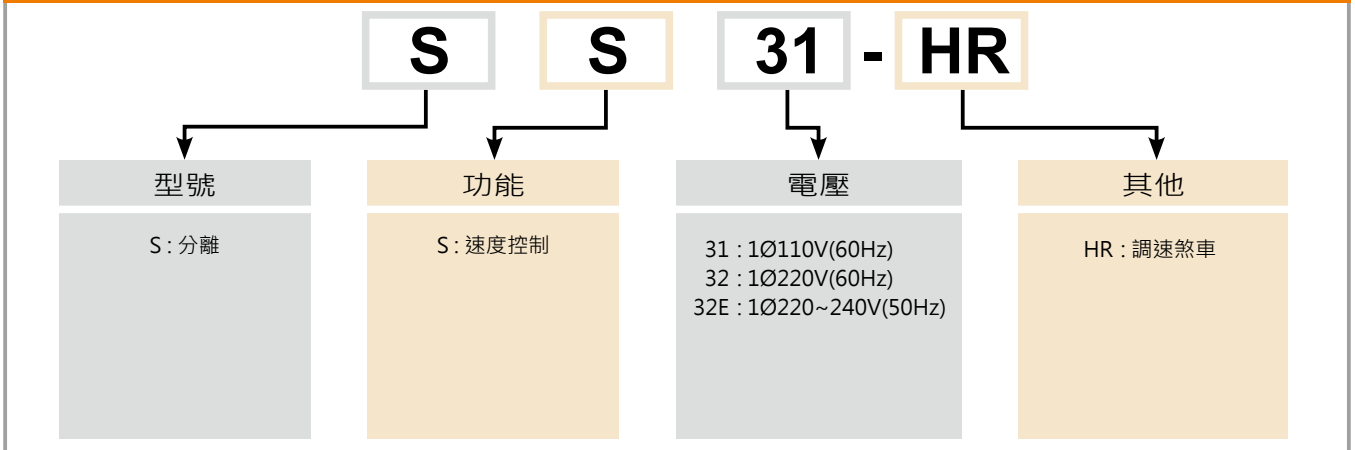 S S 31 - HR
型號 功能 電壓 其他
S : 分離
S : 速度控制
31 : 1Ø110V(60Hz)
32 : 1Ø220V(60Hz)
32E : 1Ø220~240V(50Hz)
HR : 調速煞車